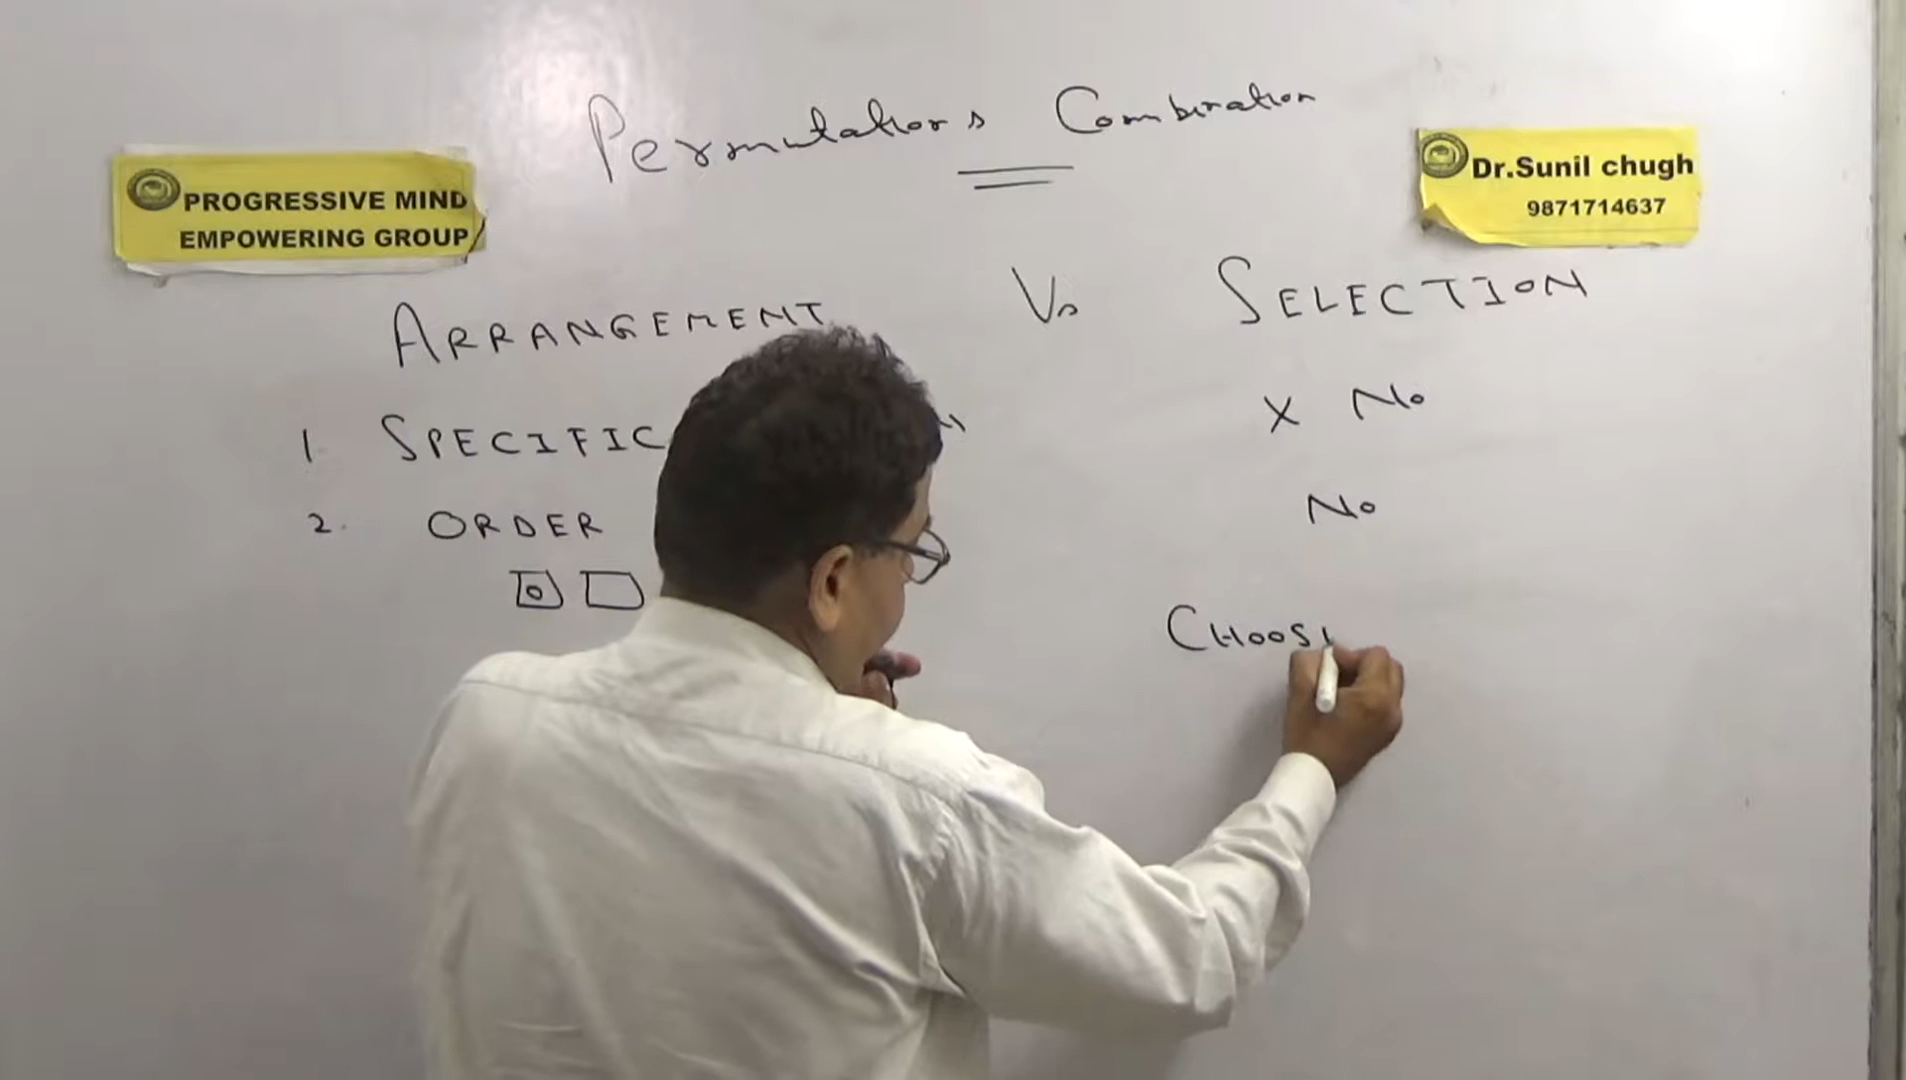 Permutations Combination
PROGRESSIVE MIND
EMPOWERING GROUP
Dr.Sunil chugh
9871714637
ARRANGEMENT Vs SELECTION
1. SPECIFIC X No
2. ORDER No
CHOOSI